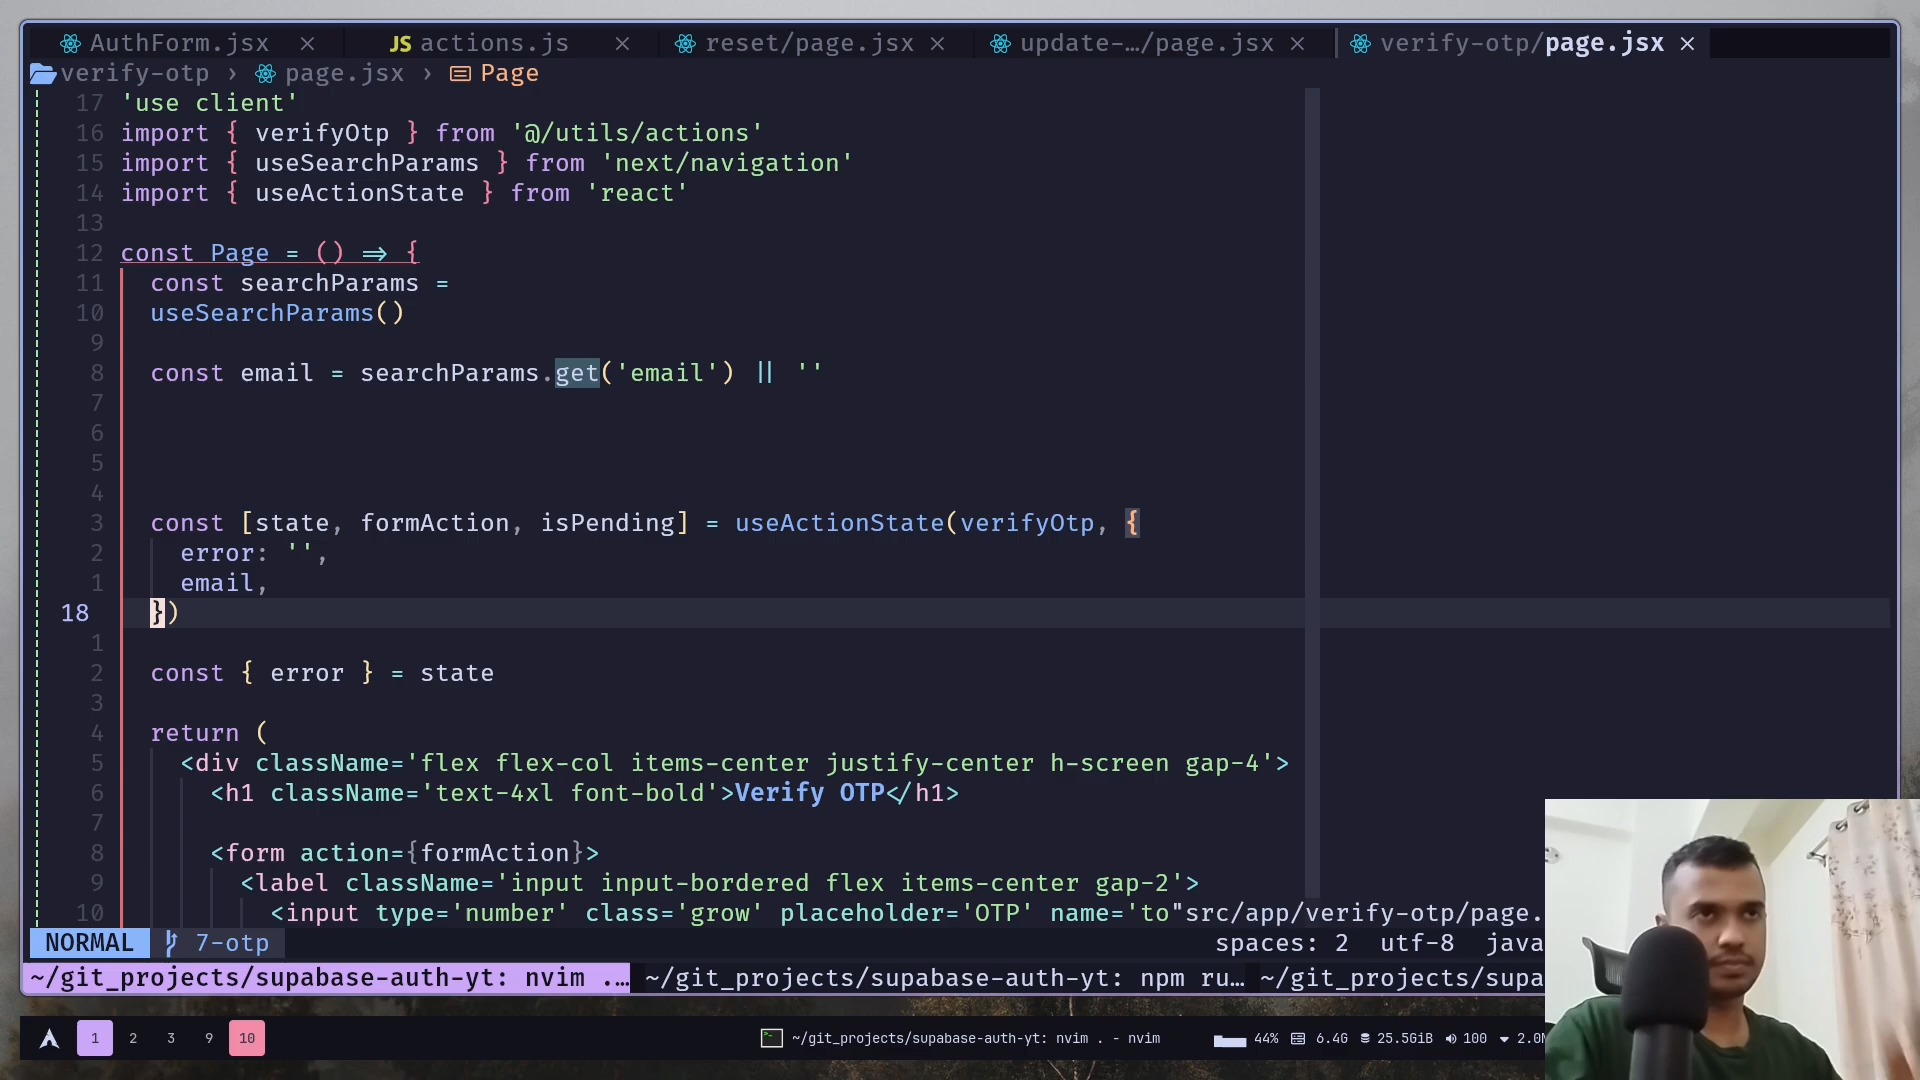 AuthForm.jsx × JS actions.js × reset/page.jsx × update-…/page.jsx × verify-otp/page.jsx ×
verify-otp › page.jsx › Page
17 'use client'
16 import { verifyOtp } from '@/utils/actions'
15 import { useSearchParams } from 'next/navigation'
14 import { useActionState } from 'react'
13
12 const Page = () => {
11 const searchParams =
10 useSearchParams()
9
8 const email = searchParams.get('email') || ''
7
6
5
4
3 const [state, formAction, isPending] = useActionState(verifyOtp, {
2 error: '',
1 email,
18 })
1
2 const { error } = state
3
4 return (
5 <div className='flex flex-col items-center justify-center h-screen gap-4'>
6 <h1 className='text-4xl font-bold'>Verify OTP</h1>
7
8 <form action={formAction}>
9 <label className='input input-bordered flex items-center gap-2'>
10 <input type='number' class='grow' placeholder='OTP' name='to"src/app/verify-otp/page.
NORMAL 7-otp spaces: 2 utf-8 java
~/git_projects/supabase-auth-yt: nvim .… ~/git_projects/supabase-auth-yt: npm ru… ~/git_projects/supa
1 2 3 9 10 ~/git_projects/supabase-auth-yt: nvim . - nvim 44% 6.4G 25.5GiB 100 2.0